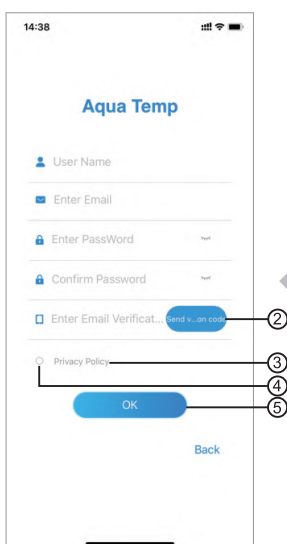 14:38
Aqua Temp
User Name
Enter Email
Enter PassWord
Confirm Password
Enter Email Verificat...
Send v...on code
②
Privacy Policy
③
④
OK
⑤
Back